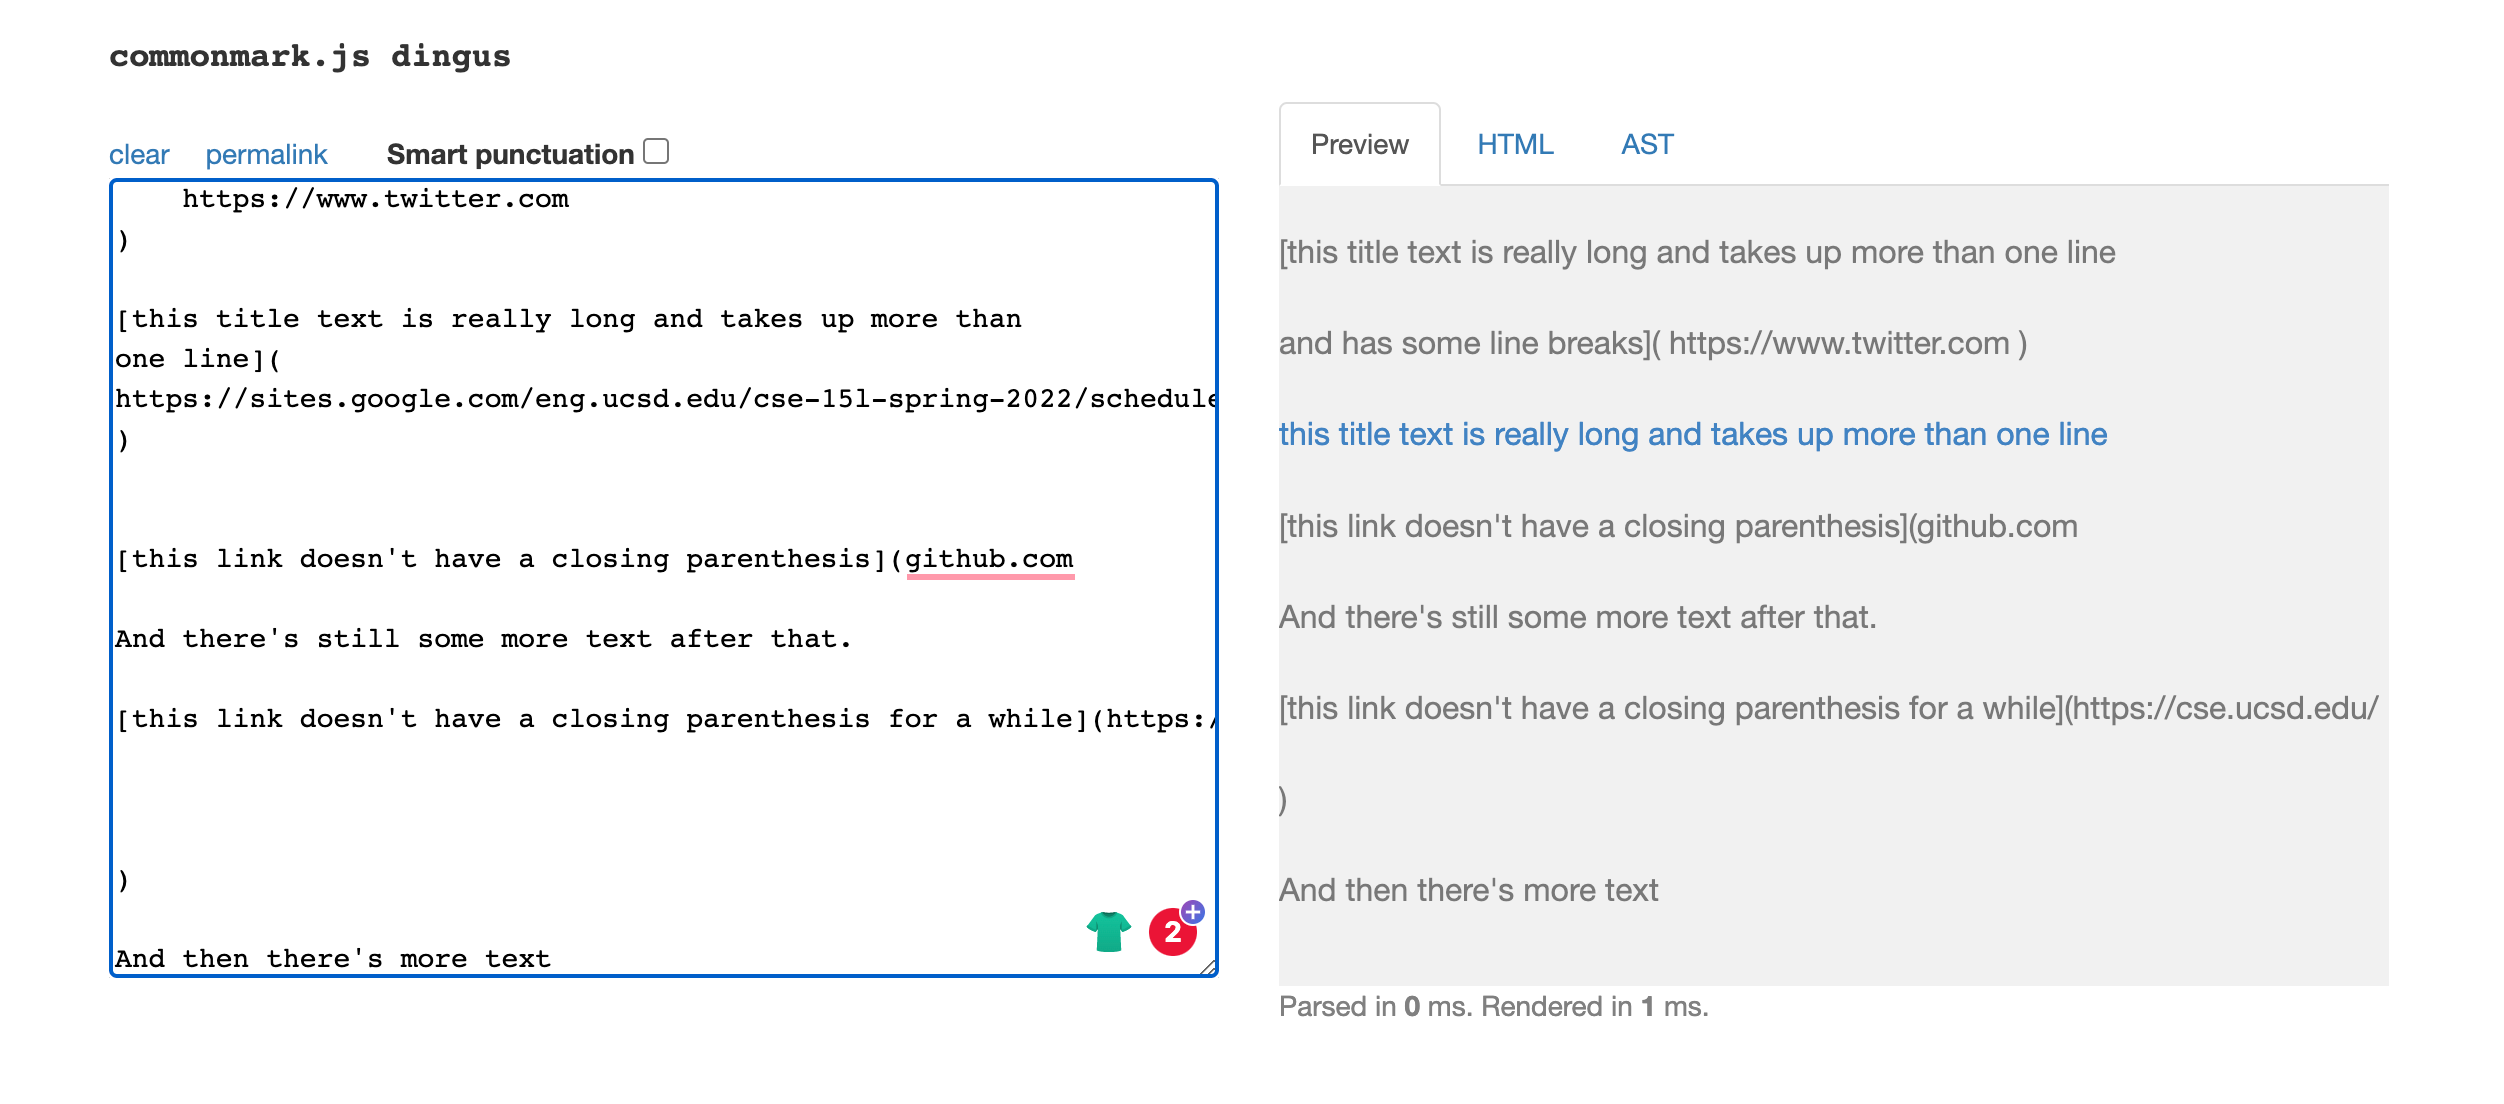 commonmark.js dingus
clear permalink Smart punctuation
https://www.twitter.com
)
[this title text is really long and takes up more than
one line](
https://sites.google.com/eng.ucsd.edu/cse-15l-spring-2022/schedule
)
[this link doesn't have a closing parenthesis](github.com
And there's still some more text after that.
[this link doesn't have a closing parenthesis for a while](https:/
)
And then there's more text
2
+
Preview HTML AST
[this title text is really long and takes up more than one line
and has some line breaks]( https://www.twitter.com )
this title text is really long and takes up more than one line
[this link doesn't have a closing parenthesis](github.com
And there's still some more text after that.
[this link doesn't have a closing parenthesis for a while](https://cse.ucsd.edu/
)
And then there's more text
Parsed in 0 ms. Rendered in 1 ms.